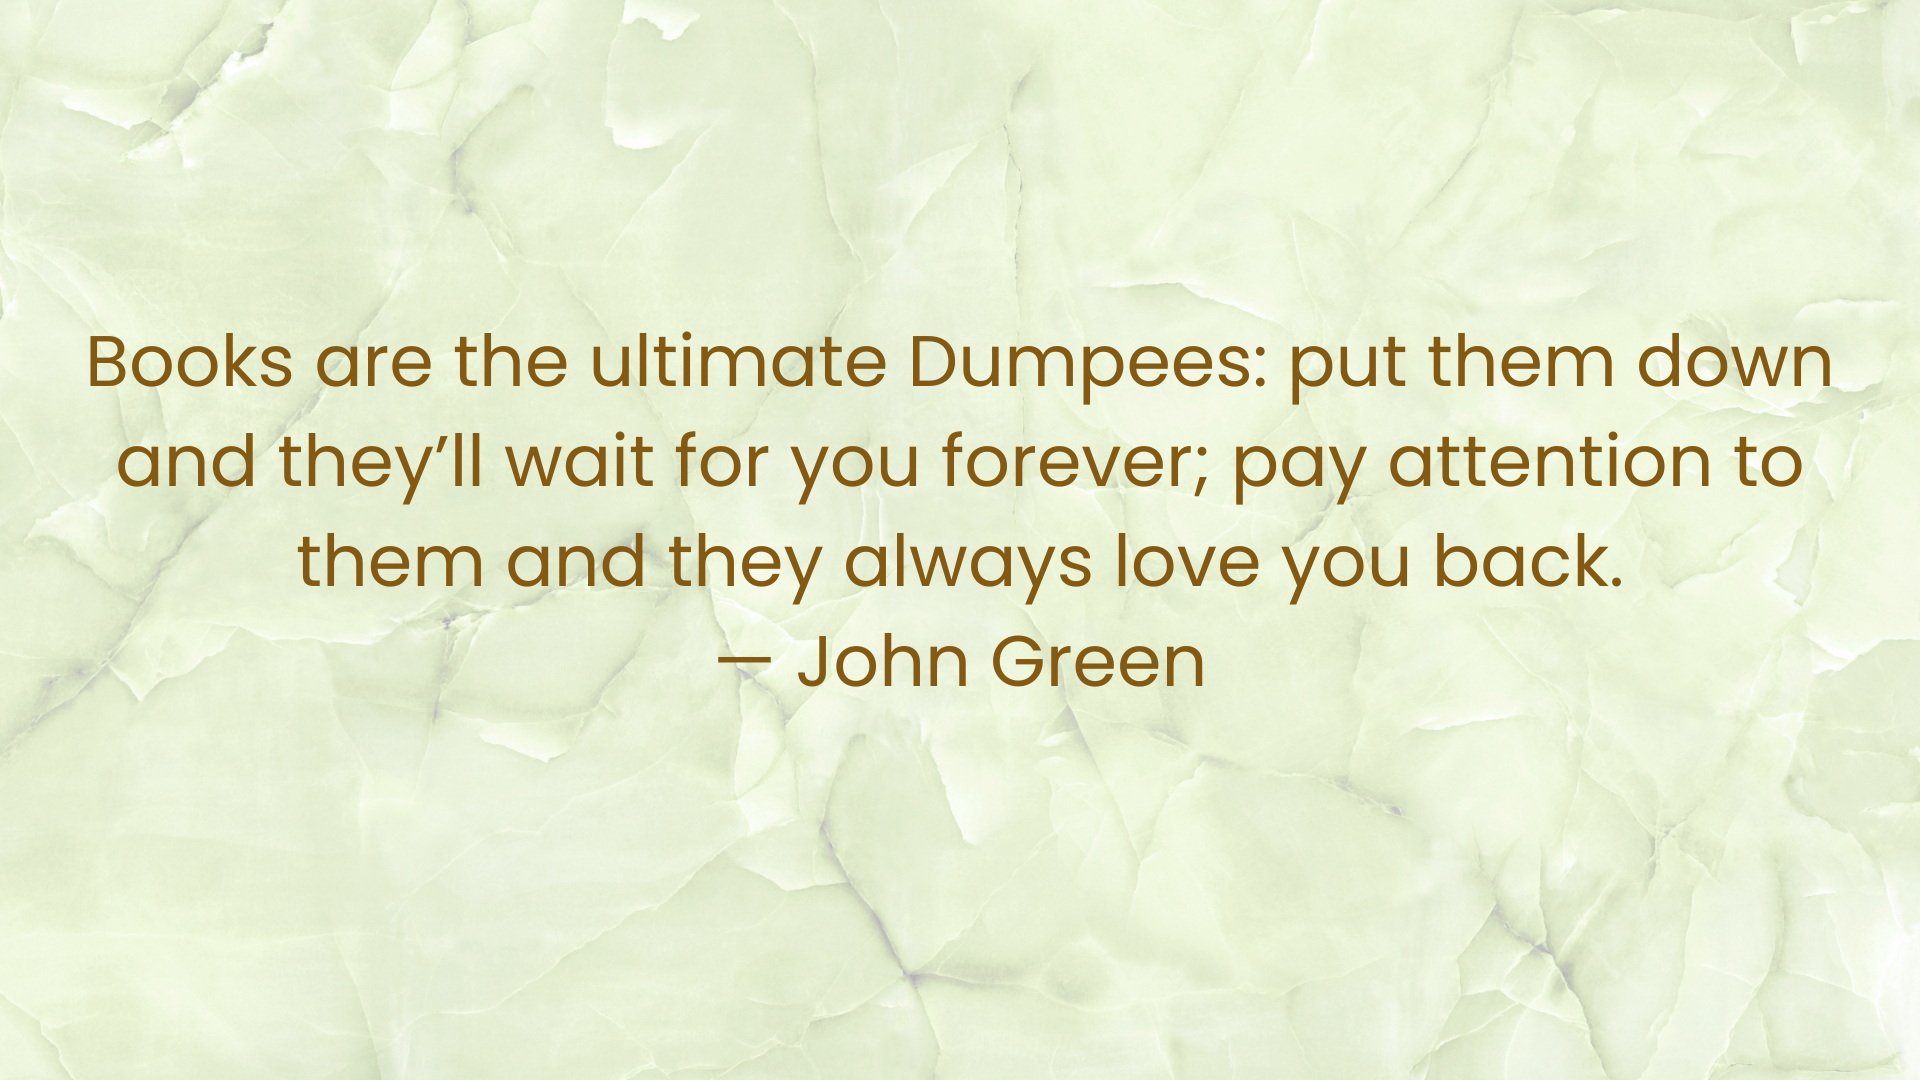 Books are the ultimate Dumpees: put them down
and they’ll wait for you forever; pay attention to
them and they always love you back.
— John Green